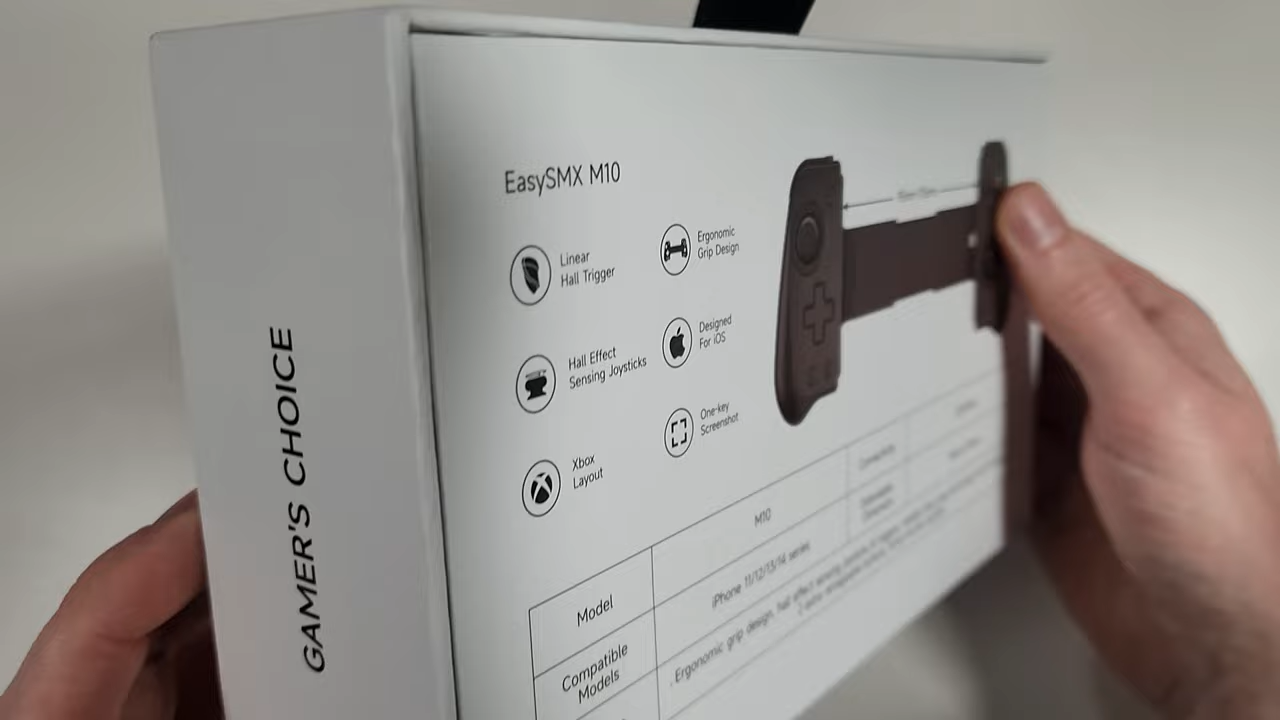 GAMER'S CHOICE
EasySMX M10
Linear
Hall Trigger
Ergonomic
Grip Design
Hall Effect
Sensing Joysticks
Designed
For iOS
Xbox
Layout
One-key
Screenshot
Model
M10
Compatible
Models
iPhone 11/12/13/14 series
Ergonomic grip design, hall effect sensing